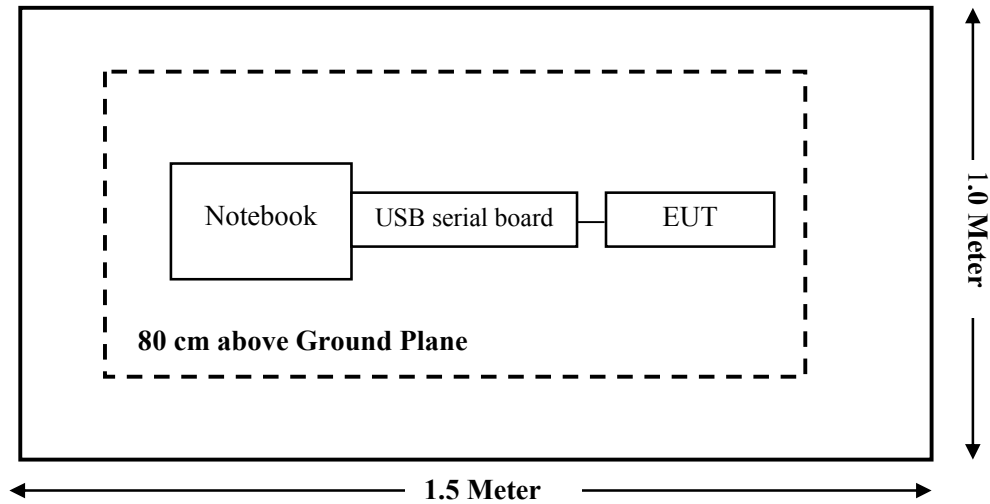 Notebook
USB serial board
EUT
80 cm above Ground Plane
1.0 Meter
1.5 Meter